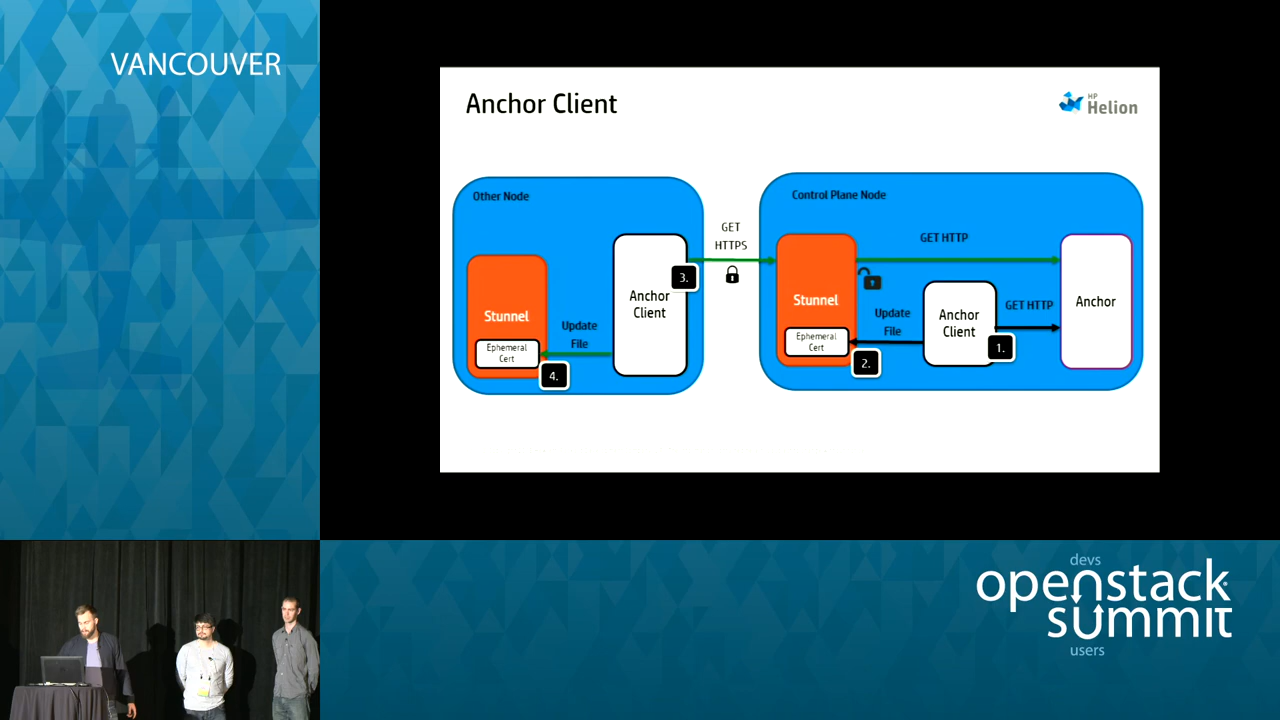 VANCOUVER
Anchor Client
HP
Helion
Other Node
Stunnel
Ephemeral
Cert
4.
Update
File
Anchor
Client
3.
GET
HTTPS
Control Plane Node
Stunnel
Ephemeral
Cert
2.
GET HTTP
Update
File
Anchor
Client
1.
GET HTTP
Anchor
devs
openstack
summit
users